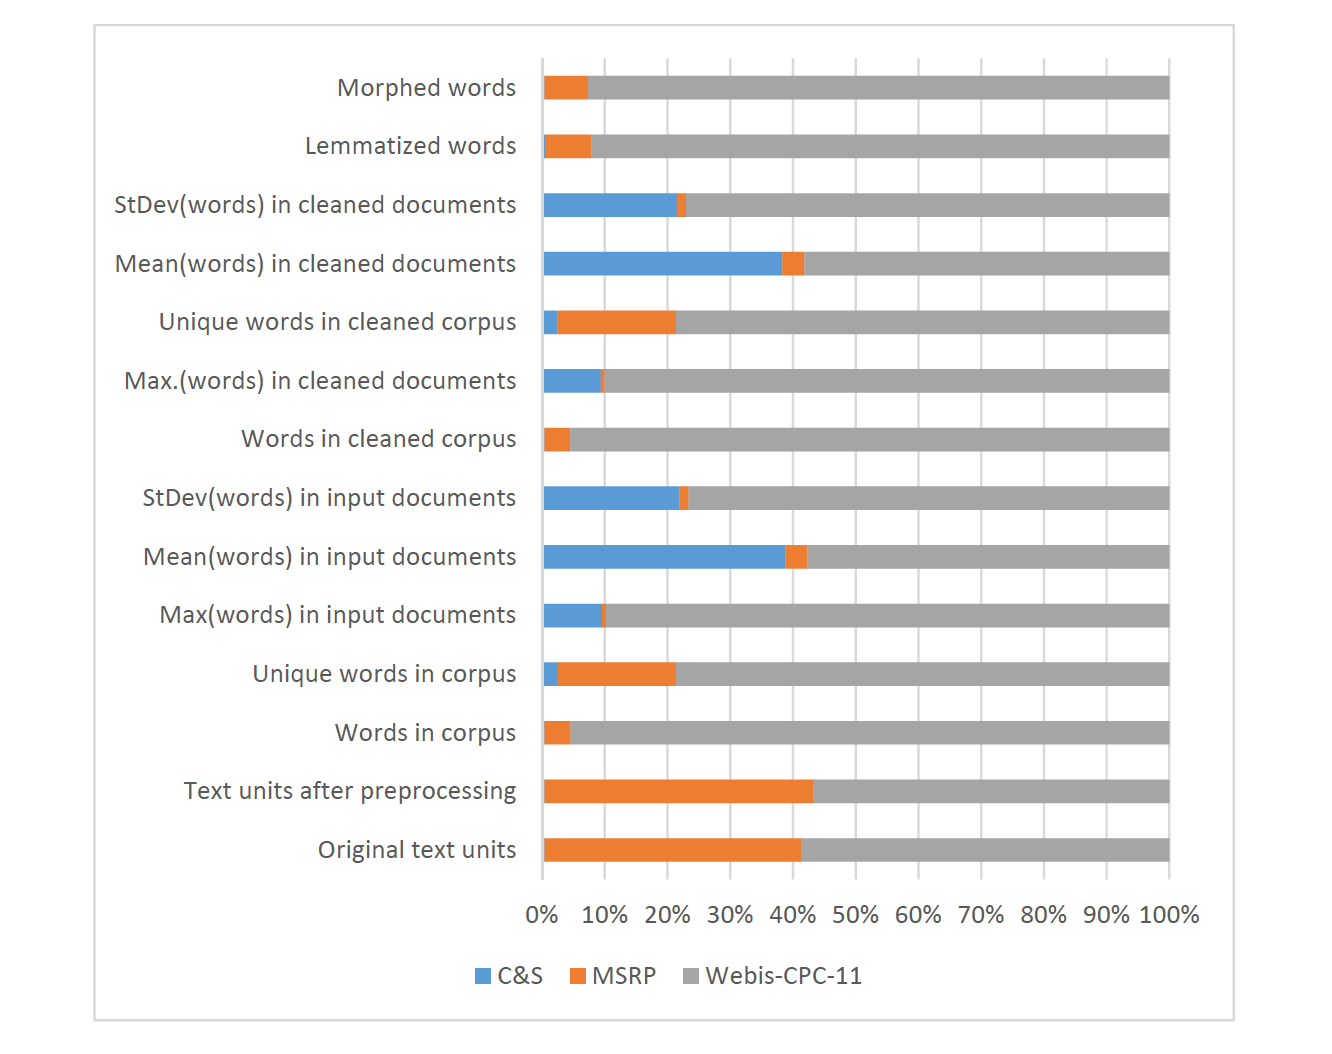 Morphed words
Lemmatized words
StDev(words) in cleaned documents
Mean(words) in cleaned documents
Unique words in cleaned corpus
Max.(words) in cleaned documents
Words in cleaned corpus
StDev(words) in input documents
Mean(words) in input documents
Max(words) in input documents
Unique words in corpus
Words in corpus
Text units after preprocessing
Original text units
0% 10% 20% 30% 40% 50% 60% 70% 80% 90% 100%
C&S MSRP Webis-CPC-11